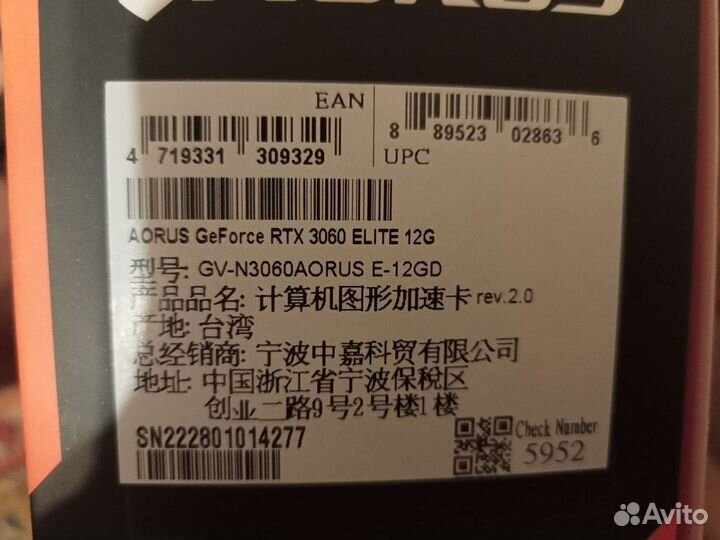 AORUS
EAN
4 719331 309329
8 89523 02863 6
UPC
AORUS GeForce RTX 3060 ELITE 12G
型号: GV-N3060AORUS E-12GD
产品品名: 计算机图形加速卡 rev.2.0
产地: 台湾
总经销商: 宁波中嘉科贸有限公司
地址: 中国浙江省宁波保税区
创业二路9号2号楼1楼
SN222801014277
Check Number
5952
Avito